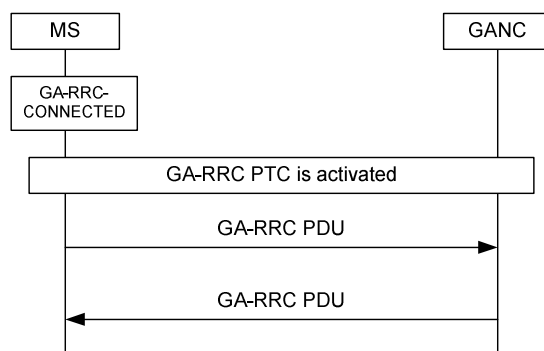 MS
GANC
GA-RRC-
CONNECTED
GA-RRC PTC is activated
GA-RRC PDU
GA-RRC PDU